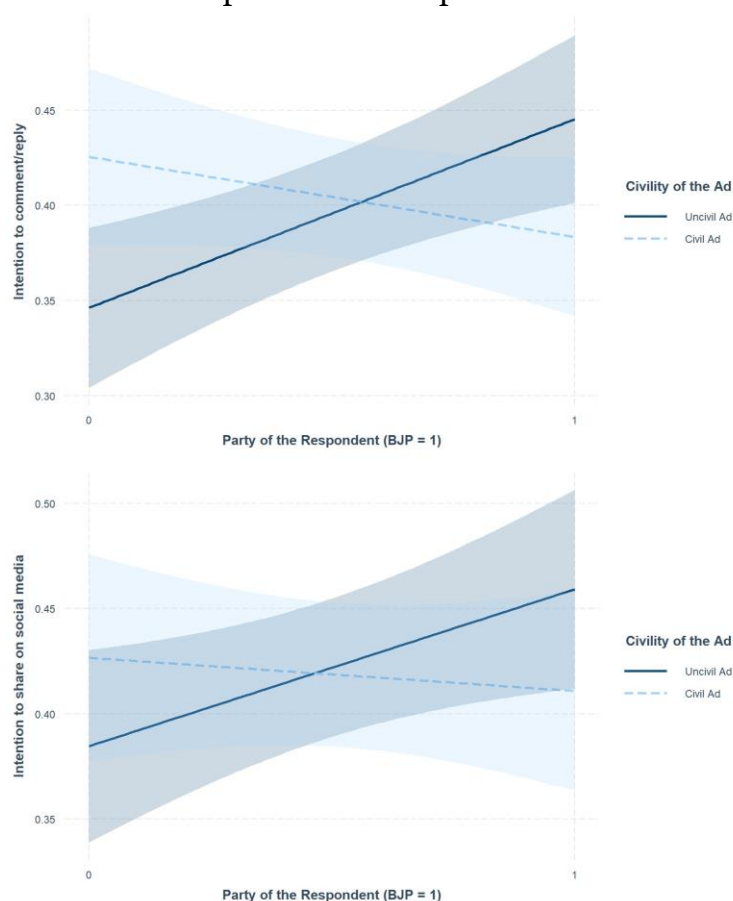 0.45
0.40
0.35
0.30
Intention to comment/reply
0
1
Party of the Respondent (BJP = 1)
Civility of the Ad
Uncivil Ad
Civil Ad
0.50
0.45
0.40
0.35
Intention to share on social media
0
1
Party of the Respondent (BJP = 1)
Civility of the Ad
Uncivil Ad
Civil Ad